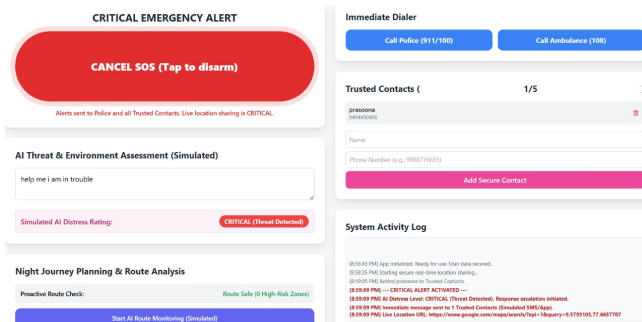 CRITICAL EMERGENCY ALERT
CANCEL SOS (Tap to disarm)
Alerts sent to Police and all Trusted Contacts. Live location sharing is CRITICAL.
AI Threat & Environment Assessment (Simulated)
help me i am in trouble
Simulated AI Distress Rating:
CRITICAL (Threat Detected)
Night Journey Planning & Route Analysis
Proactive Route Check:
Route Safe (0 High-Risk Zones)
Start AI Route Monitoring (Simulated)
Immediate Dialer
Call Police (911/100)
Call Ambulance (108)
Trusted Contacts (
1/5
prasoona
9494450406
Name
Phone Number (e.g., 9988776655)
Add Secure Contact
System Activity Log
[8:56:43 PM] App initialized. Ready for use. User data secured.
[8:58:35 PM] Starting secure real-time location sharing...
[8:59:05 PM] Added prasoona to Trusted Contacts.
[8:59:09 PM] --- CRITICAL ALERT ACTIVATED ---
[8:59:09 PM] AI Distress Level: CRITICAL (Threat Detected). Response escalation initiated.
[8:59:09 PM] Immediate message sent to 1 Trusted Contacts (Simulated SMS/App).
[8:59:09 PM] Live Location URL: https://www.google.com/maps/search/?api=1&query=9.5793105,77.6657707